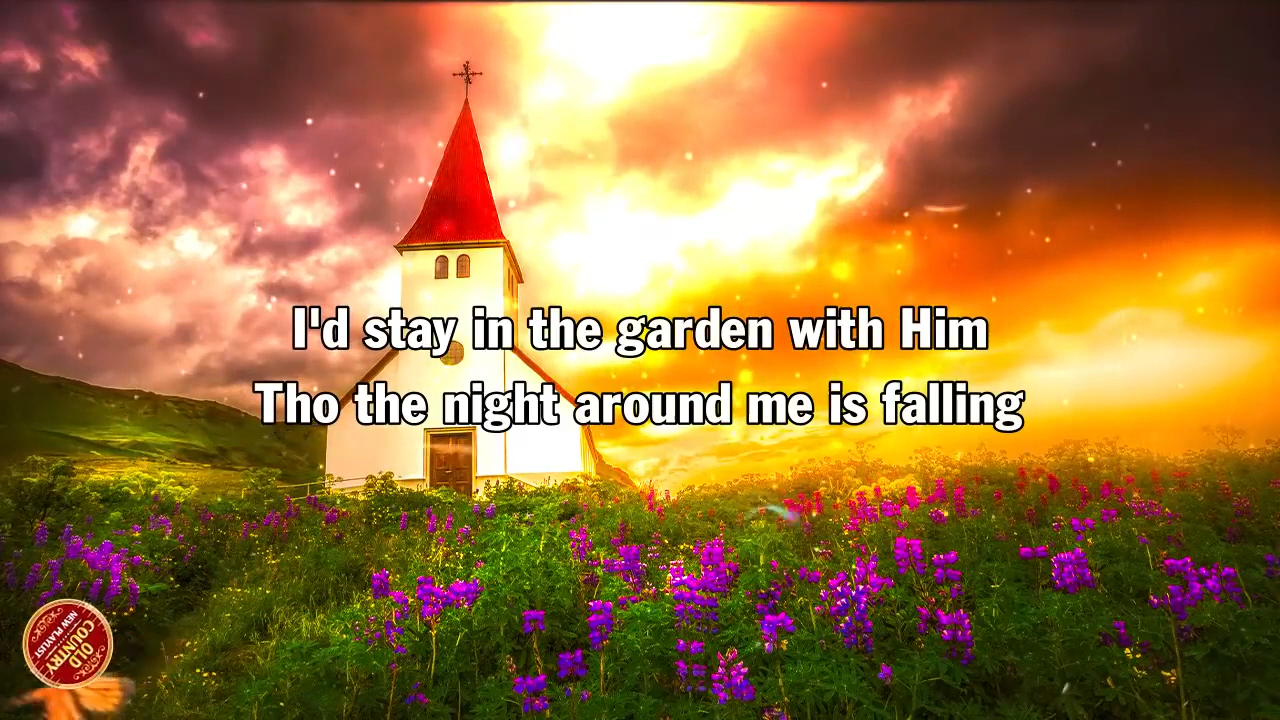 I'd stay in the garden with Him
Tho the night around me is falling
OLD
COUNTRY
NEW PLAYLIST